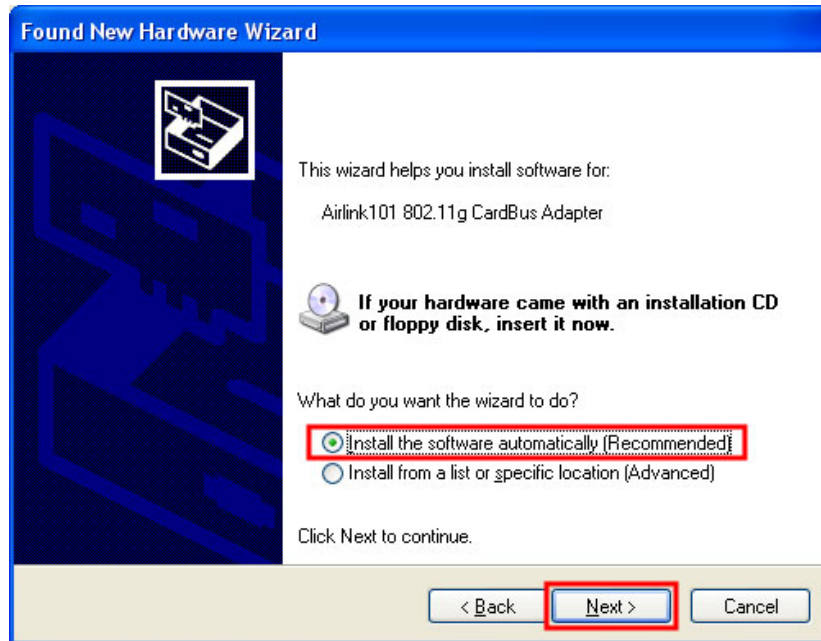 Found New Hardware Wizard
This wizard helps you install software for:
Airlink101 802.11g CardBus Adapter
If your hardware came with an installation CD
or floppy disk, insert it now.
What do you want the wizard to do?
Install the software automatically (Recommended)
Install from a list or specific location (Advanced)
Click Next to continue.
< Back Next > Cancel